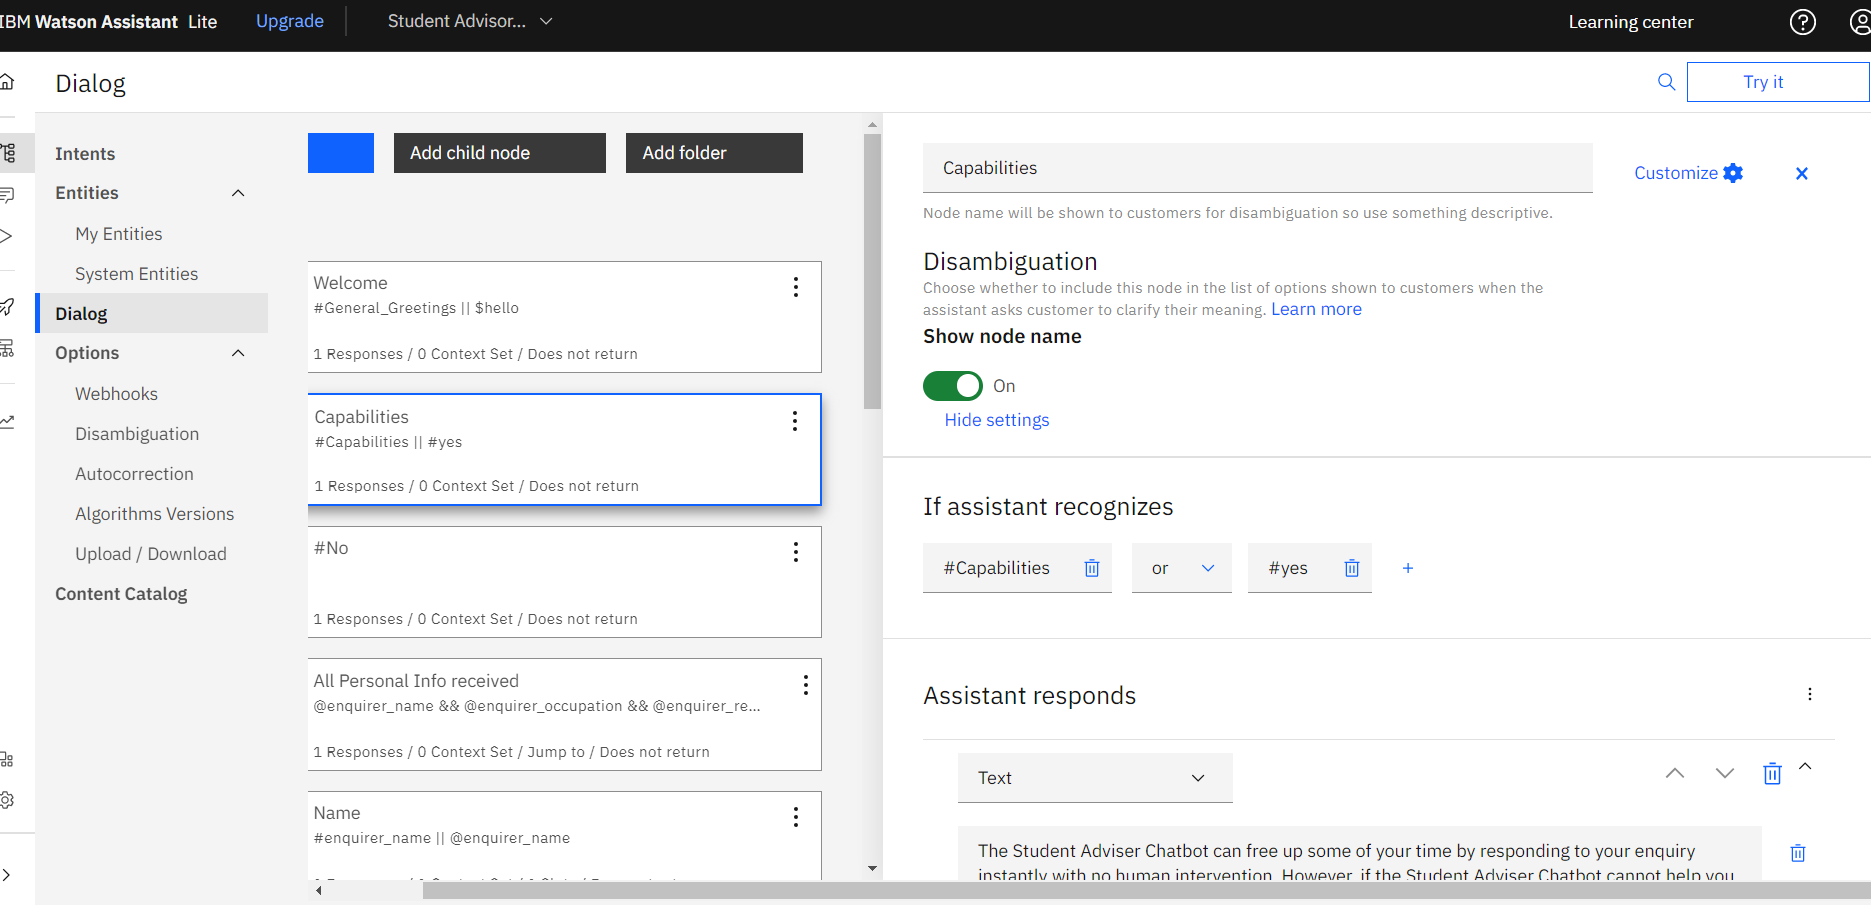 IBM Watson Assistant Lite
Upgrade
Student Advisor...
Learning center
Dialog
Try it
Intents
Entities
My Entities
System Entities
Dialog
Options
Webhooks
Disambiguation
Autocorrection
Algorithms Versions
Upload / Download
Content Catalog
Add child node
Add folder
Welcome
#General_Greetings || $hello
1 Responses / 0 Context Set / Does not return
Capabilities
#Capabilities || #yes
1 Responses / 0 Context Set / Does not return
#No
1 Responses / 0 Context Set / Does not return
All Personal Info received
@enquirer_name && @enquirer_occupation && @enquirer_re...
1 Responses / 0 Context Set / Jump to / Does not return
Name
#enquirer_name || @enquirer_name
Capabilities
Customize
Node name will be shown to customers for disambiguation so use something descriptive.
Disambiguation
Choose whether to include this node in the list of options shown to customers when the
assistant asks customer to clarify their meaning. Learn more
Show node name
On
Hide settings
If assistant recognizes
#Capabilities
or
#yes
Assistant responds
Text
The Student Adviser Chatbot can free up some of your time by responding to your enquiry
instantly with no human intervention. However, if the Student Adviser Chatbot cannot help you